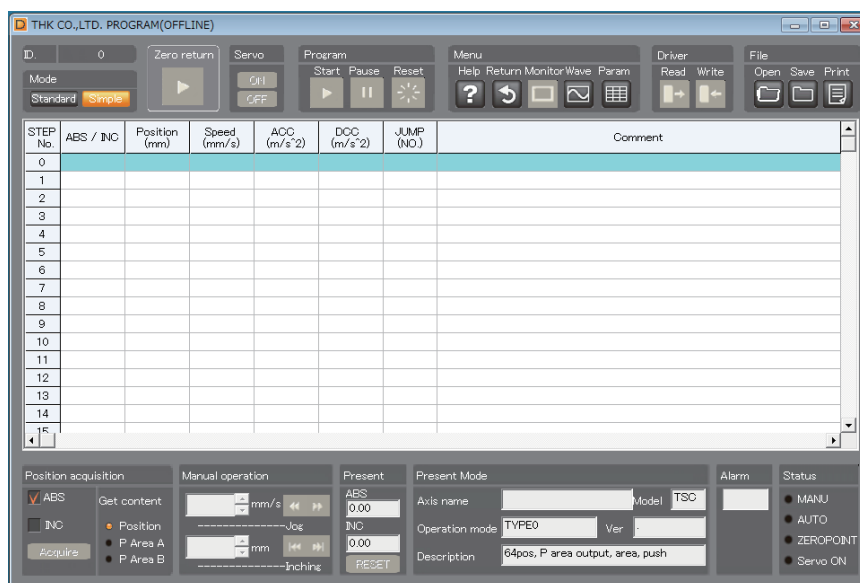 D THK CO.,LTD. PROGRAM(OFFLINE)
ID. 0 Zero return Servo Program Menu Driver File
Start Pause Reset Help Return Monitor Wave Param Read Write Open Save Print
Mode ON
Standard Simple OFF
STEP No. ABS / INC Position (mm) Speed (mm/s) ACC (m/s^2) DCC (m/s^2) JUMP (NO.) Comment
0
1
2
3
4
5
6
7
8
9
10
11
12
13
14
15
Position acquisition Manual operation Present Present Mode Alarm Status
ABS Get content mm/s ABS Axis name Model TSC MANU
0.00
INC Position Jog INC Operation mode TYPE0 Ver - AUTO
P Area A mm 0.00 ZEROPOINT
Acquire P Area B Inching RESET Description 64pos, P area output, area, push Servo ON